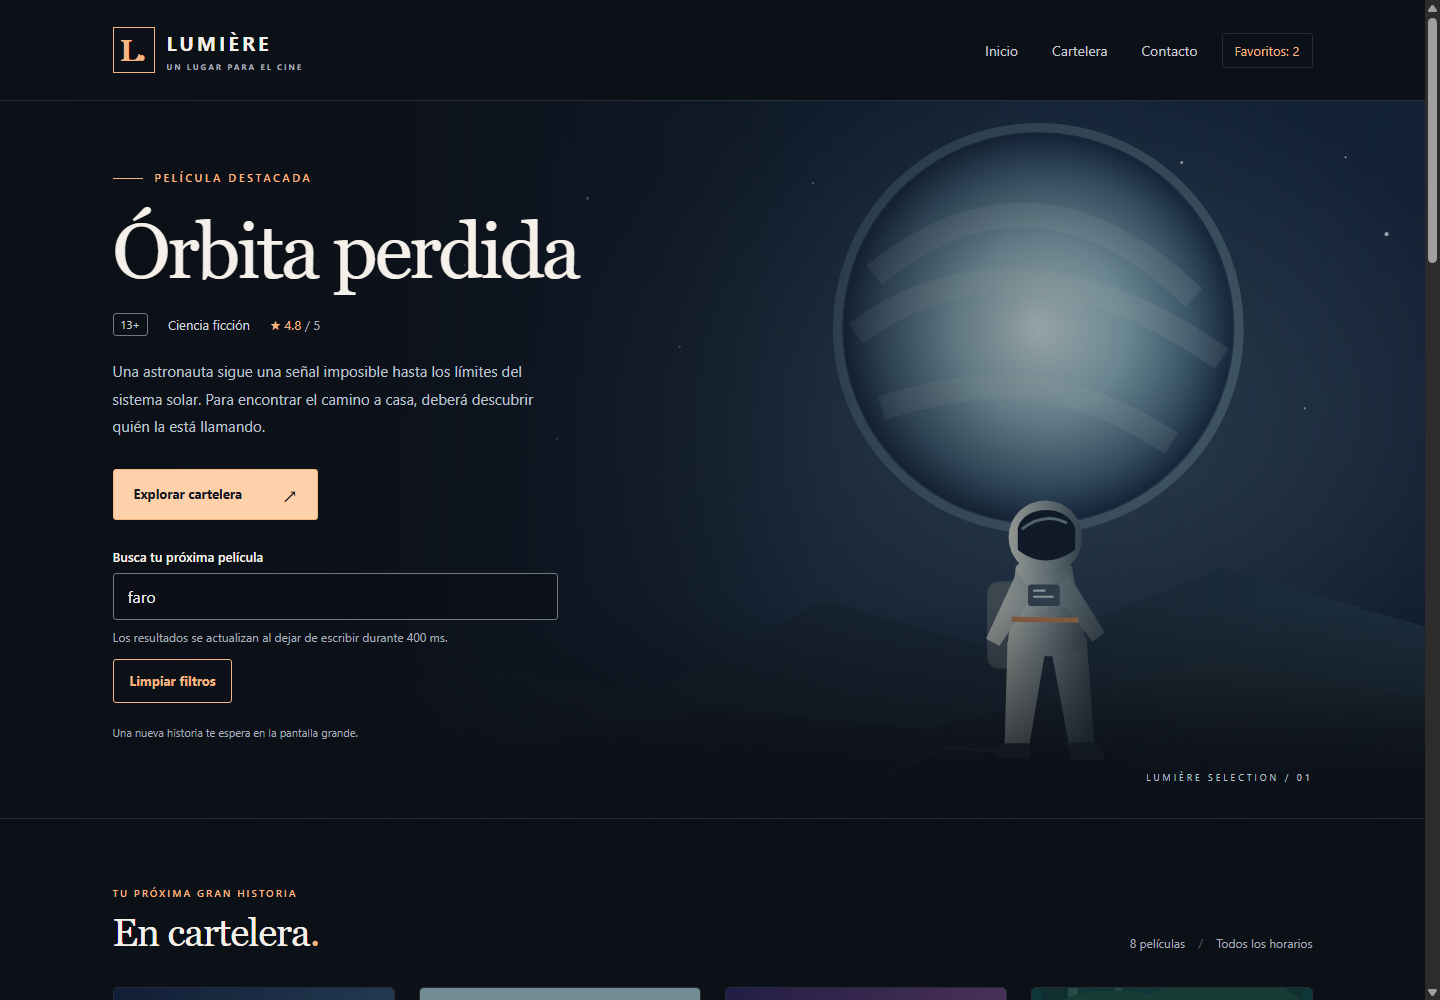 L.
LUMIÈRE
UN LUGAR PARA EL CINE
Inicio
Cartelera
Contacto
Favoritos: 2
PELÍCULA DESTACADA
Órbita perdida
13+
Ciencia ficción
★ 4.8 / 5
Una astronauta sigue una señal imposible hasta los límites del
sistema solar. Para encontrar el camino a casa, deberá descubrir
quién la está llamando.
Explorar cartelera ↗
Busca tu próxima película
faro
Los resultados se actualizan al dejar de escribir durante 400 ms.
Limpiar filtros
Una nueva historia te espera en la pantalla grande.
LUMIÈRE SELECTION / 01
TU PRÓXIMA GRAN HISTORIA
En cartelera.
8 películas / Todos los horarios